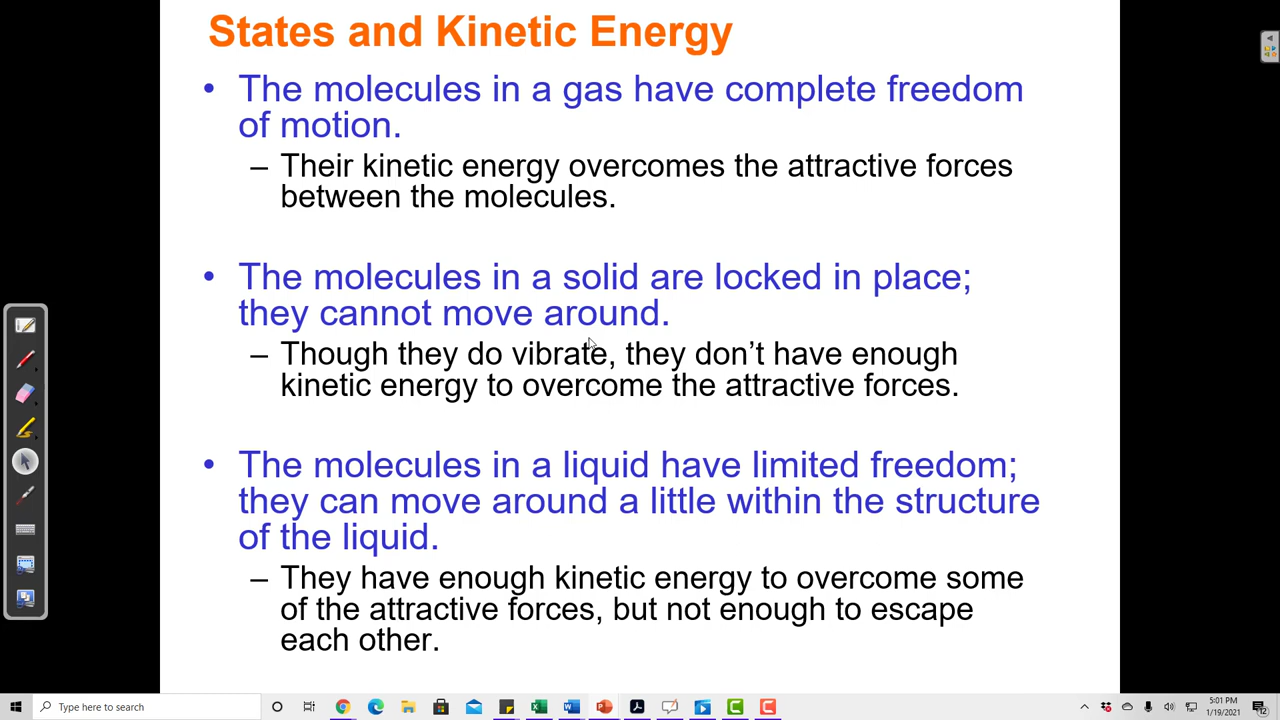 States and Kinetic Energy
• The molecules in a gas have complete freedom
of motion.
– Their kinetic energy overcomes the attractive forces
between the molecules.
• The molecules in a solid are locked in place;
they cannot move around.
– Though they do vibrate, they don't have enough
kinetic energy to overcome the attractive forces.
• The molecules in a liquid have limited freedom;
they can move around a little within the structure
of the liquid.
– They have enough kinetic energy to overcome some
of the attractive forces, but not enough to escape
each other.
Type here to search
5:01 PM
1/19/2021
12